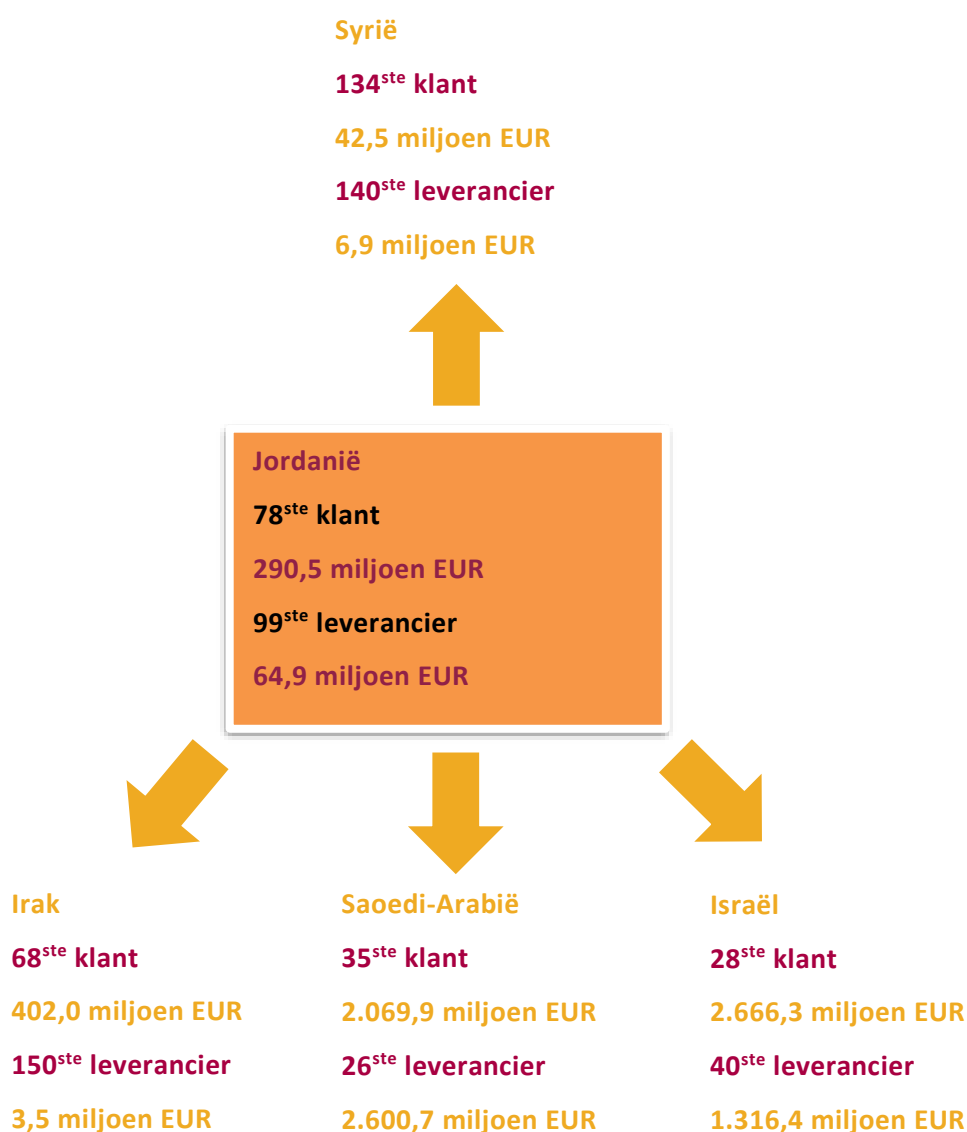 Syrië
134ste klant
42,5 miljoen EUR
140ste leverancier
6,9 miljoen EUR
Jordanië
78ste klant
290,5 miljoen EUR
99ste leverancier
64,9 miljoen EUR
Irak
68ste klant
402,0 miljoen EUR
150ste leverancier
3,5 miljoen EUR
Saoedi-Arabië
35ste klant
2.069,9 miljoen EUR
26ste leverancier
2.600,7 miljoen EUR
Israël
28ste klant
2.666,3 miljoen EUR
40ste leverancier
1.316,4 miljoen EUR